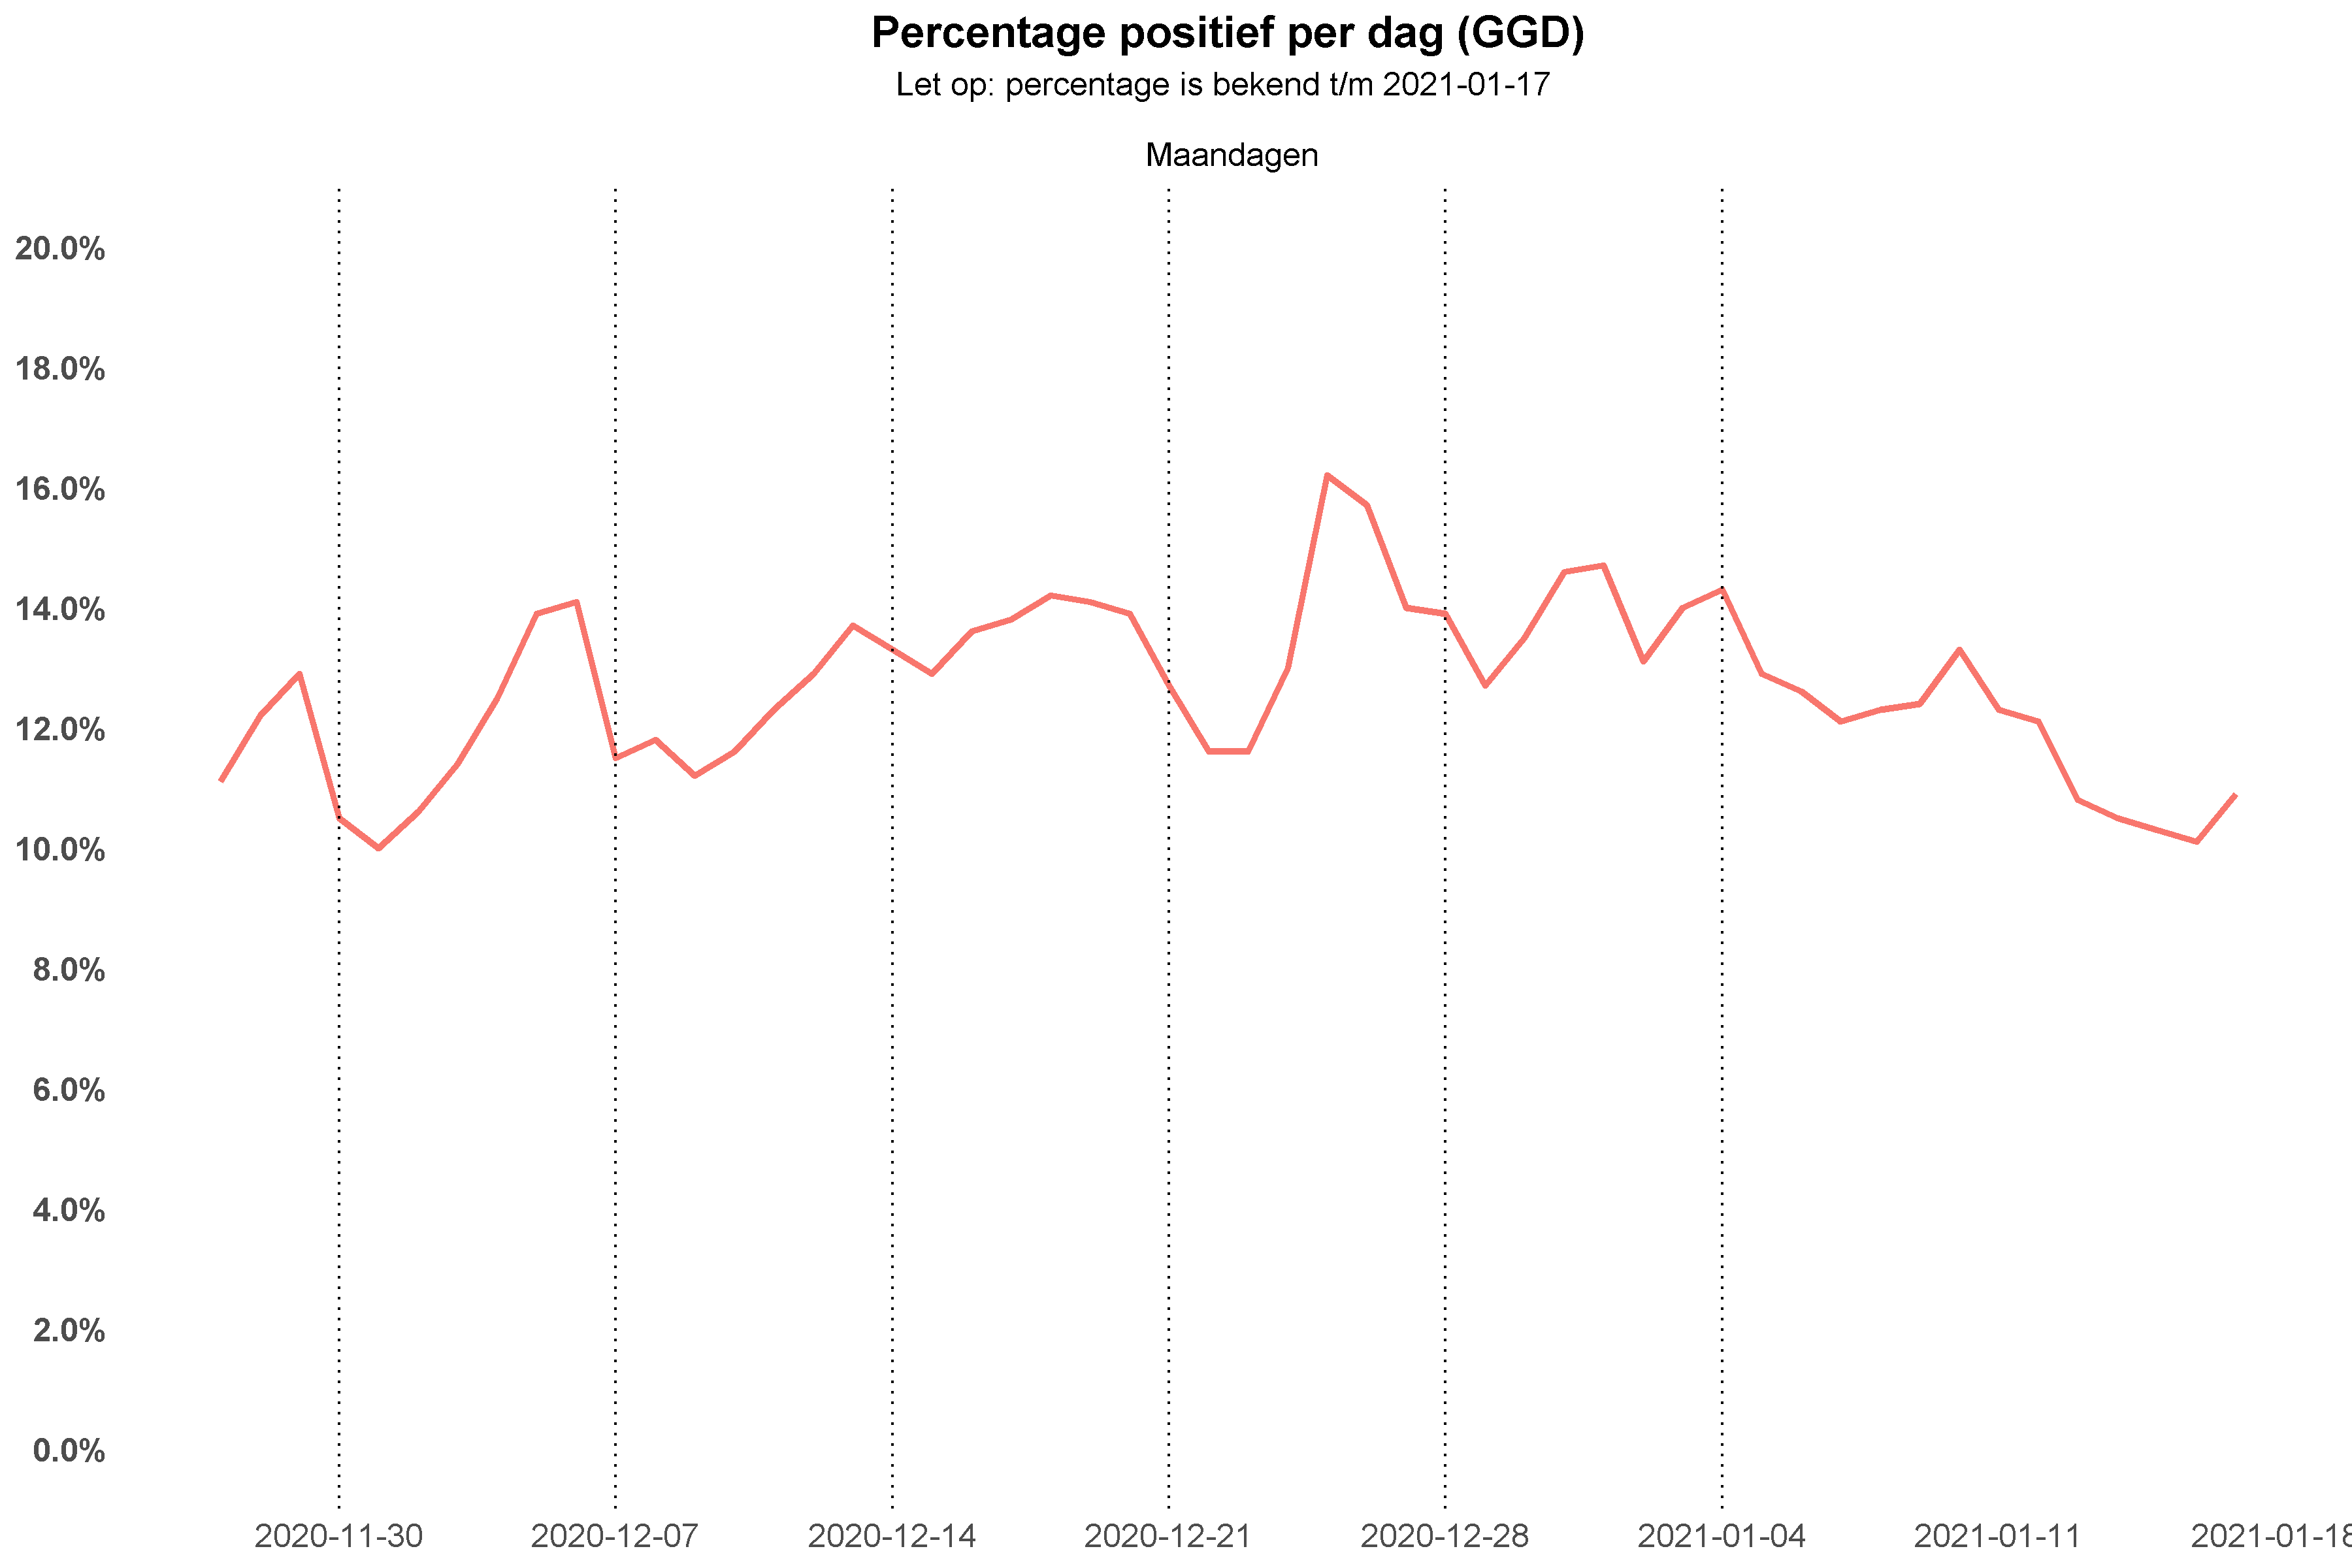 Percentage positief per dag (GGD)
Let op: percentage is bekend t/m 2021-01-17
Maandagen
20.0%
18.0%
16.0%
14.0%
12.0%
10.0%
8.0%
6.0%
4.0%
2.0%
0.0%
2020-11-30 2020-12-07 2020-12-14 2020-12-21 2020-12-28 2021-01-04 2021-01-11 2021-01-18